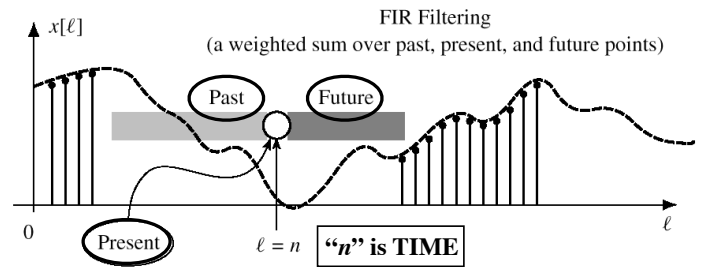 x[ℓ]
FIR Filtering
(a weighted sum over past, present, and future points)
Past
Future
0
Present
ℓ = n
“n” is TIME
ℓ